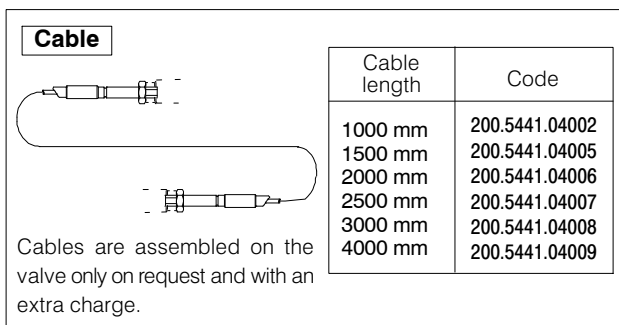 Cable
Cable length Code
1000 mm 200.5441.04002
1500 mm 200.5441.04005
2000 mm 200.5441.04006
2500 mm 200.5441.04007
3000 mm 200.5441.04008
4000 mm 200.5441.04009
Cables are assembled on the
valve only on request and with an
extra charge.